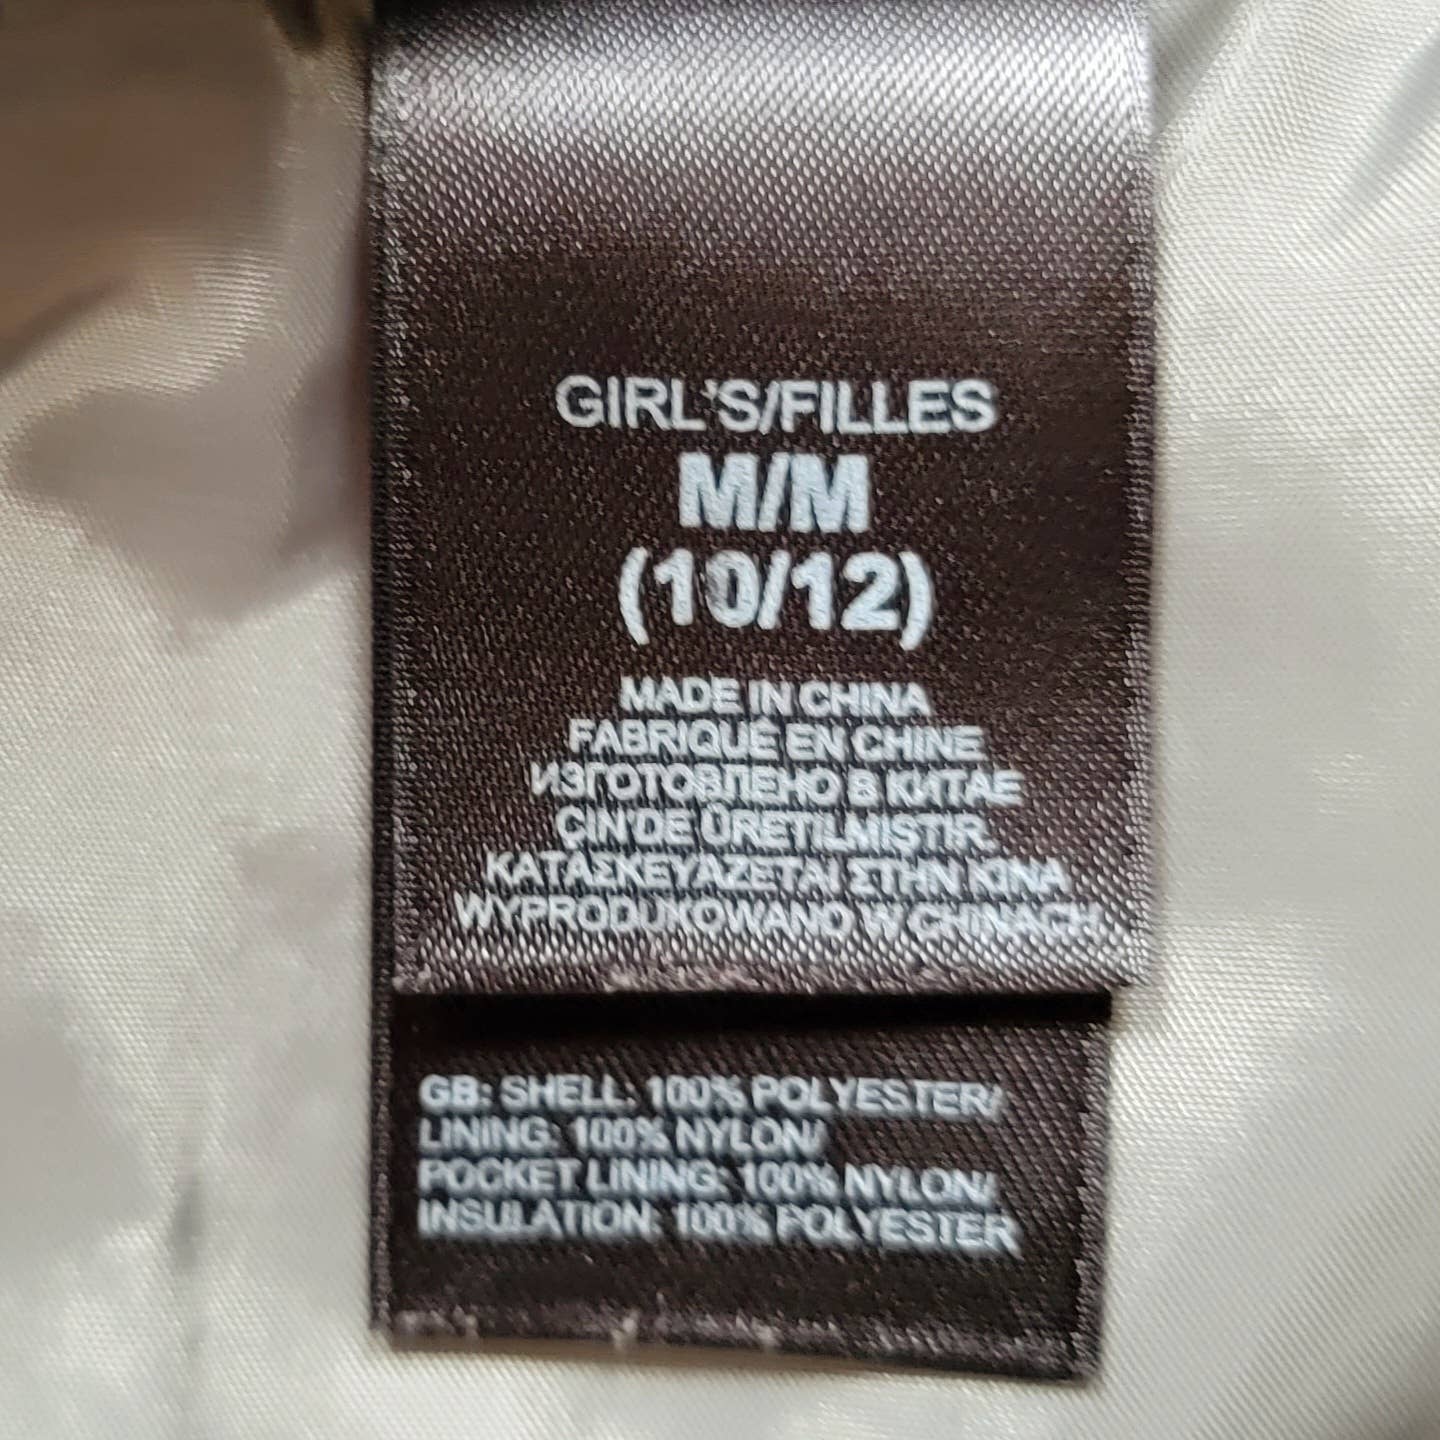 GIRL'S/FILLES
M/M
(10/12)
MADE IN CHINA
FABRIQUÉ EN CHINE
ИЗГОТОВЛЕНО В КИТАЕ
ÇIN'DE ÜRETILMIŞTIR
ΚΑΤΑΣΚΕΥΑΖΕΤΑΙ ΣΤΗΝ ΚΙΝΑ
WYPRODUKOWANO W CHINACH
GB: SHELL: 100% POLYESTER/
LINING: 100% NYLON/
POCKET LINING: 100% NYLON/
INSULATION: 100% POLYESTER